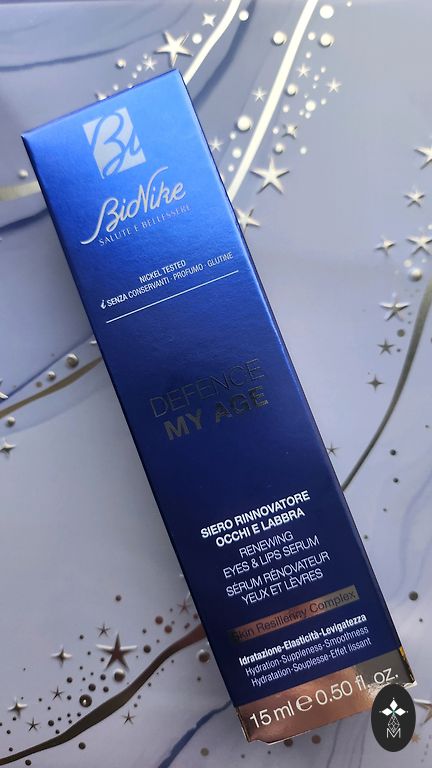 BioNike
SALUTE E BELLESSERE
NICKEL TESTED
SENZA CONSERVANTI · PROFUMO · GLUTINE
DEFENCE
MY AGE
SIERO RINNOVATORE
OCCHI E LABBRA
RENEWING
EYES & LIPS SERUM
SÉRUM RÉNOVATEUR
YEUX ET LÈVRES
Skin Resilienry Complex
Idratazione-Elasticità-Levigatezza
Hydration-Suppleness-Smoothness
Hydratation-Souplesse-Effet lissant
15 ml e 0.50 fl. oz.
M